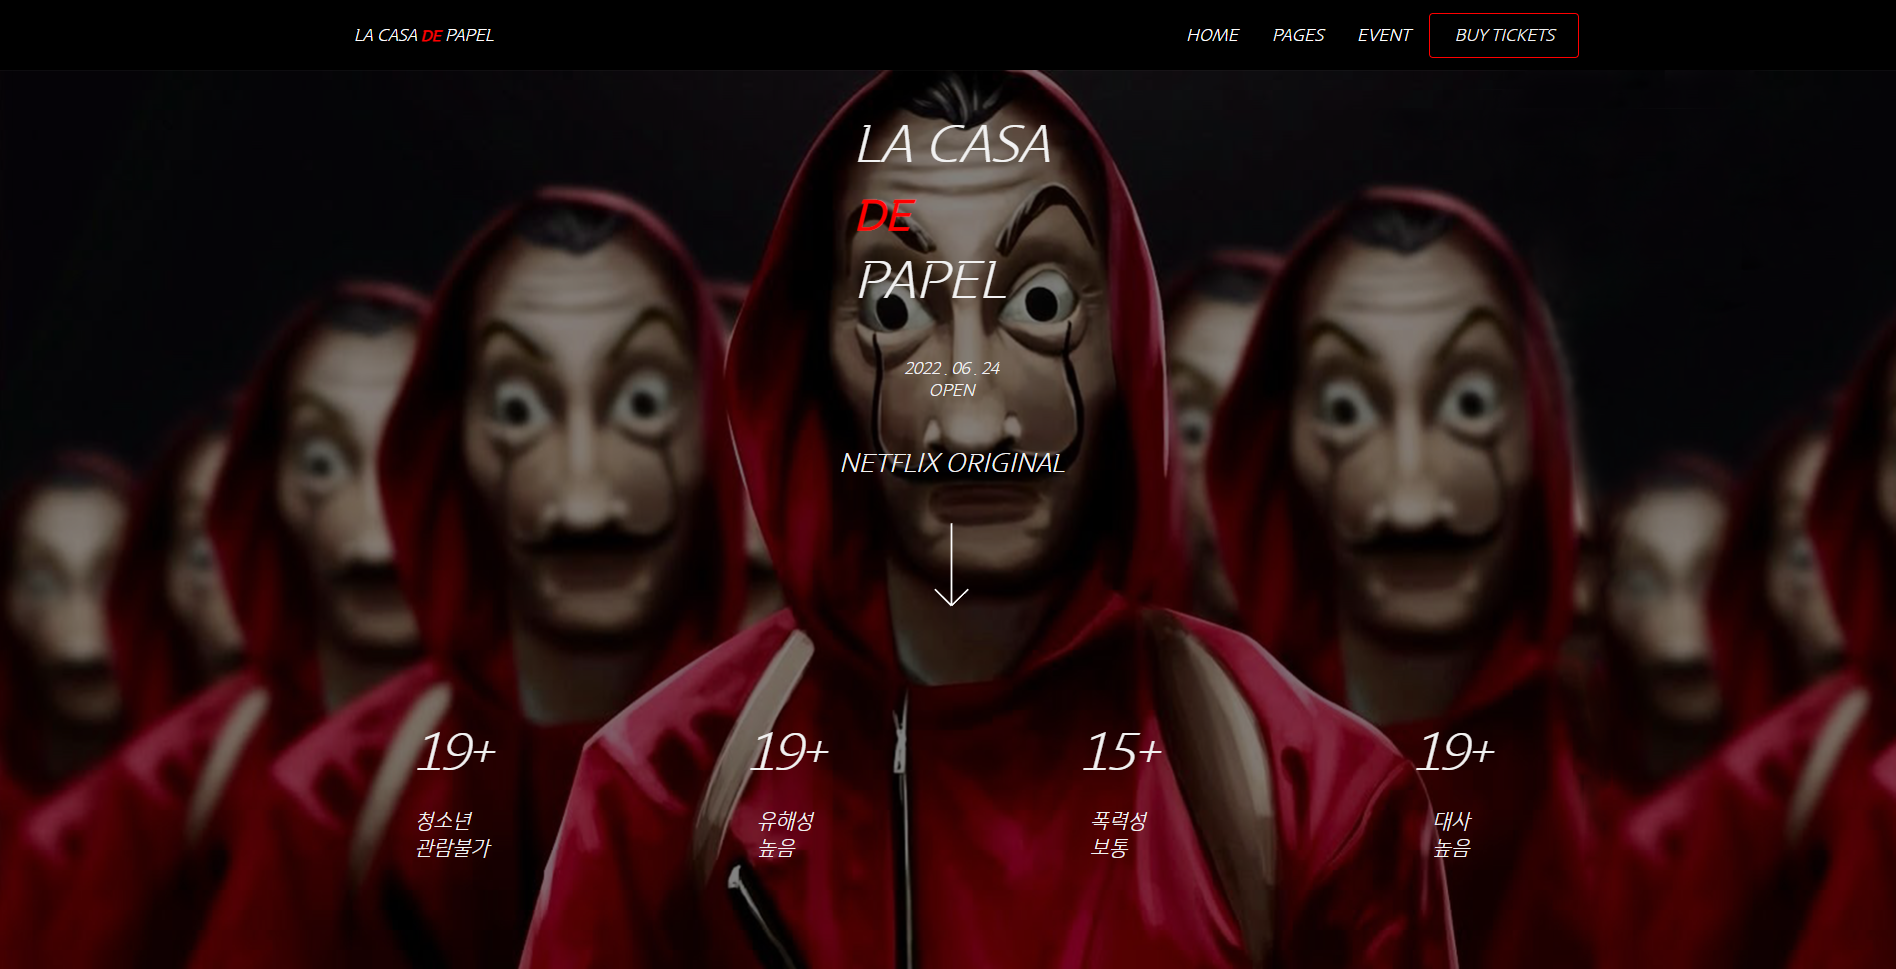 LA CASA DE PAPEL
HOME PAGES EVENT BUY TICKETS
LA CASA
DE
PAPEL
2022 . 06 . 24
OPEN
NETFLIX ORIGINAL
19+
청소년
관람불가
19+
유해성
높음
15+
폭력성
보통
19+
대사
높음